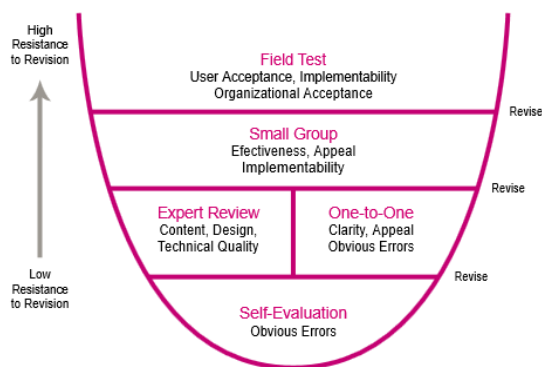 High
Resistance
to Revision
Field Test
User Acceptance, Implementability
Organizational Acceptance
Revise
Small Group
Efectiveness, Appeal
Implementability
Revise
Expert Review
Content, Design,
Technical Quality
One-to-One
Clarity, Appeal
Obvious Errors
Low
Resistance
to Revision
Revise
Self-Evaluation
Obvious Errors